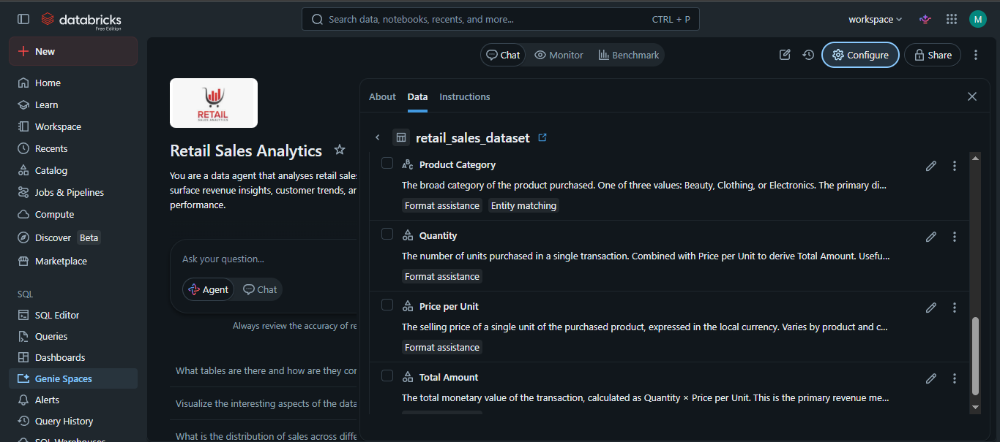 databricks
Free Edition
Search data, notebooks, recents, and more...
CTRL + P
workspace
M
New
Home
Learn
Workspace
Recents
Catalog
Jobs & Pipelines
Compute
Discover Beta
Marketplace
SQL
SQL Editor
Queries
Dashboards
Genie Spaces
Alerts
Query History
SQL Warehouses
Chat
Monitor
Benchmark
Configure
Share
RETAIL
SALES ANALYTICS
Retail Sales Analytics
You are a data agent that analyses retail sales
surface revenue insights, customer trends, ar
performance.
Ask your question...
Agent
Chat
Always review the accuracy of re
What tables are there and how are they cor
Visualize the interesting aspects of the data
What is the distribution of sales across diffe
About
Data
Instructions
retail_sales_dataset
Product Category
The broad category of the product purchased. One of three values: Beauty, Clothing, or Electronics. The primary di...
Format assistance
Entity matching
Quantity
The number of units purchased in a single transaction. Combined with Price per Unit to derive Total Amount. Usefu...
Format assistance
Price per Unit
The selling price of a single unit of the purchased product, expressed in the local currency. Varies by product and c...
Format assistance
Total Amount
The total monetary value of the transaction, calculated as Quantity × Price per Unit. This is the primary revenue me...